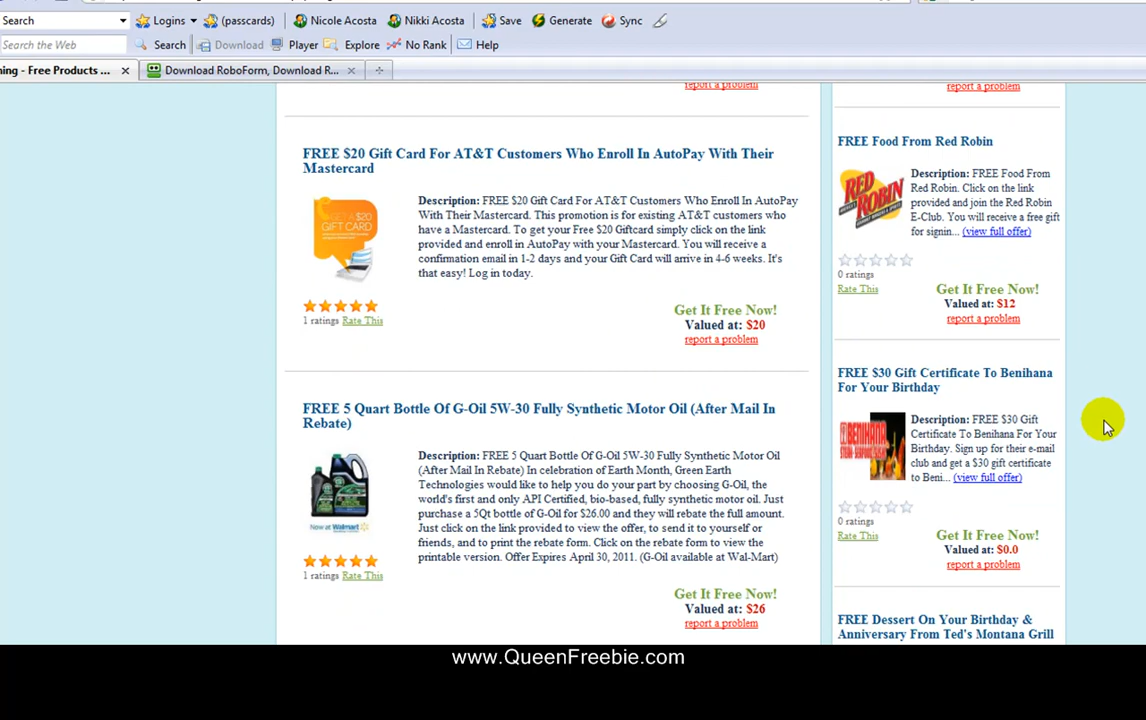 Search Logins (passcards) Nicole Acosta Nikki Acosta Save Generate Sync
Search the Web Search Download Player Explore No Rank Help
ning - Free Products ... Download RoboForm, Download R...
report a problem
FREE $20 Gift Card For AT&T Customers Who Enroll In AutoPay With Their
Mastercard
GET A $20
GIFT CARD
Description: FREE $20 Gift Card For AT&T Customers Who Enroll In AutoPay
With Their Mastercard. This promotion is for existing AT&T customers who
have a Mastercard. To get your Free $20 Giftcard simply click on the link
provided and enroll in AutoPay with your Mastercard. You will receive a
confirmation email in 1-2 days and your Gift Card will arrive in 4-6 weeks. It's
that easy! Log in today.
1 ratings Rate This
Get It Free Now!
Valued at: $20
report a problem
FREE 5 Quart Bottle Of G-Oil 5W-30 Fully Synthetic Motor Oil (After Mail In
Rebate)
Now at Walmart
Description: FREE 5 Quart Bottle Of G-Oil 5W-30 Fully Synthetic Motor Oil
(After Mail In Rebate) In celebration of Earth Month, Green Earth
Technologies would like to help you do your part by choosing G-Oil, the
world's first and only API Certified, bio-based, fully synthetic motor oil. Just
purchase a 5Qt bottle of G-Oil for $26.00 and they will rebate the full amount.
Just click on the link provided to view the offer, to send it to yourself or
friends, and to print the rebate form. Click on the rebate form to view the
printable version. Offer Expires April 30, 2011. (G-Oil available at Wal-Mart)
1 ratings Rate This
Get It Free Now!
Valued at: $26
report a problem
report a problem
FREE Food From Red Robin
RED
ROBIN
Description: FREE Food From
Red Robin. Click on the link
provided and join the Red Robin
E-Club. You will receive a free gift
for signin... (view full offer)
0 ratings
Rate This
Get It Free Now!
Valued at: $12
report a problem
FREE $30 Gift Certificate To Benihana
For Your Birthday
BENIHANA
Description: FREE $30 Gift
Certificate To Benihana For Your
Birthday. Sign up for their e-mail
club and get a $30 gift certificate
to Beni... (view full offer)
0 ratings
Rate This
Get It Free Now!
Valued at: $0.0
report a problem
FREE Dessert On Your Birthday &
Anniversary From Ted's Montana Grill
www.QueenFreebie.com